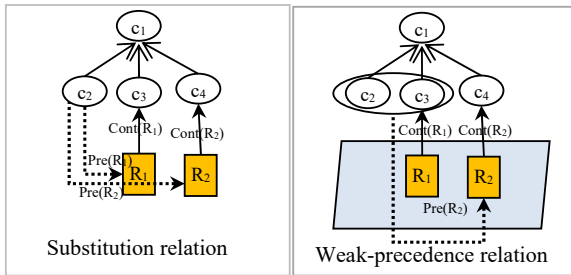 c1
c2 c3 c4
Cont(R1) Cont(R2)
Pre(R1)
R1 R2
Pre(R2)
Substitution relation
c1
c2 c3 c4
Cont(R1) Cont(R2)
R1 R2
Pre(R2)
Weak-precedence relation